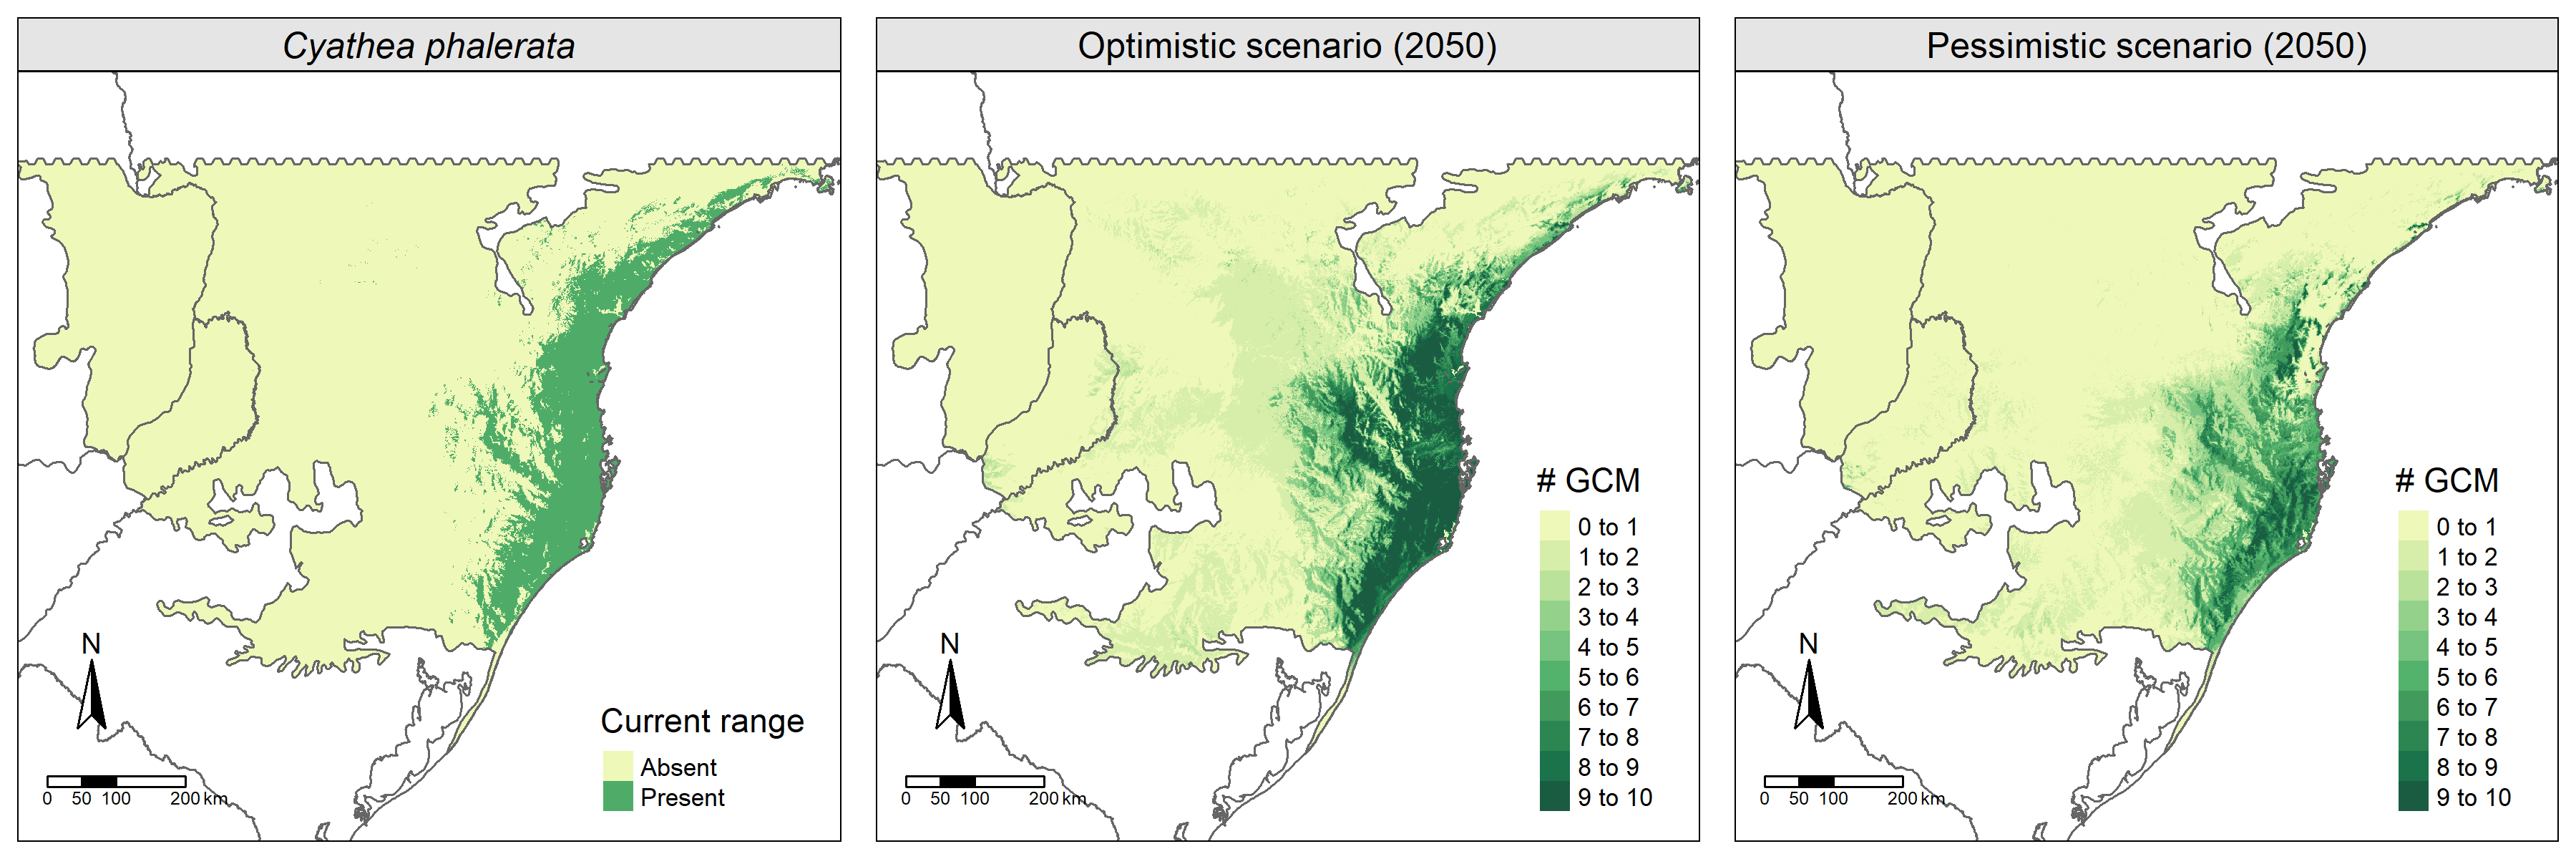 Cyathea phalerata
N
Current range
Absent
Present
0 50 100 200 km
Optimistic scenario (2050)
# GCM
0 to 1
1 to 2
2 to 3
3 to 4
4 to 5
5 to 6
6 to 7
7 to 8
8 to 9
9 to 10
N
0 50 100 200 km
Pessimistic scenario (2050)
# GCM
0 to 1
1 to 2
2 to 3
3 to 4
4 to 5
5 to 6
6 to 7
7 to 8
8 to 9
9 to 10
N
0 50 100 200 km